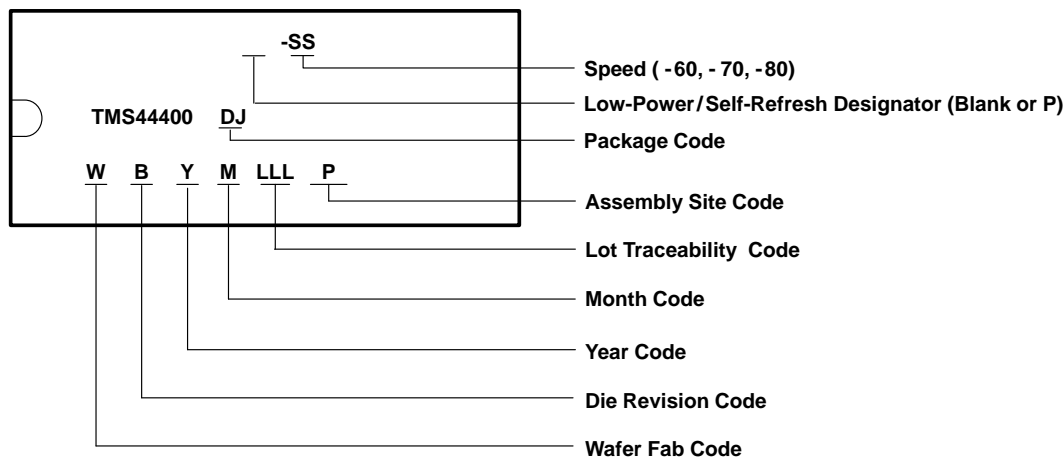 -SS
Speed ( -60, - 70, -80)
Low-Power/Self-Refresh Designator (Blank or P)
TMS44400 DJ
Package Code
W B Y M LLL P
Assembly Site Code
Lot Traceability Code
Month Code
Year Code
Die Revision Code
Wafer Fab Code